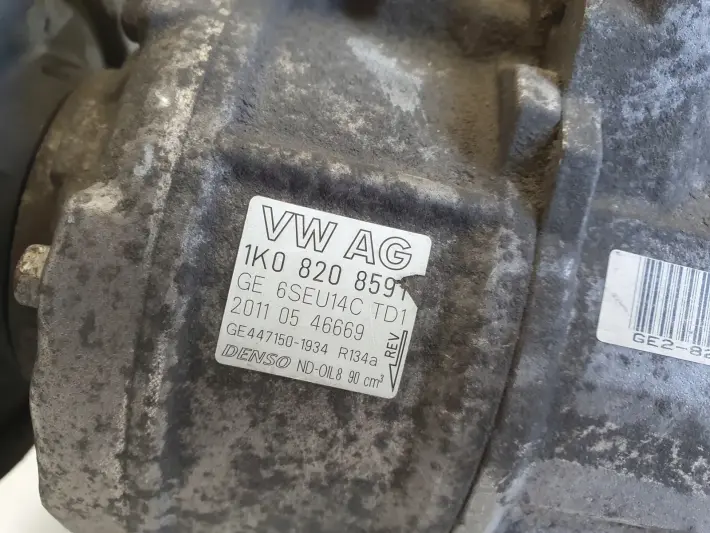 VW AG
1K0 820 859T
GE 6SEU14C TD1
2011 05 46669
GE447150-1934 R134a
DENSO ND-OIL8 90 cm³
REV
GE2-82